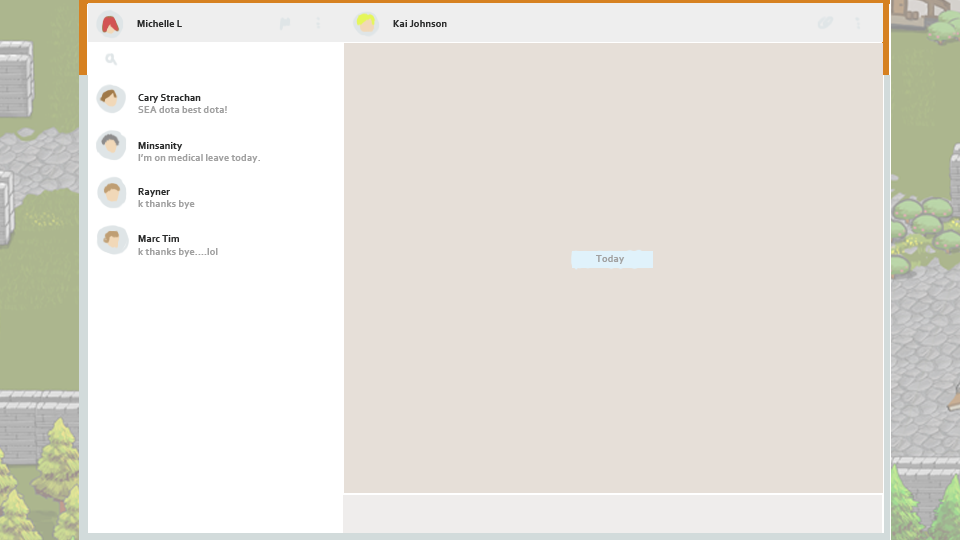 Michelle L
Kai Johnson
Cary Strachan
SEA dota best dota!
Minsanity
I'm on medical leave today.
Rayner
k thanks bye
Marc Tim
k thanks bye....lol
Today